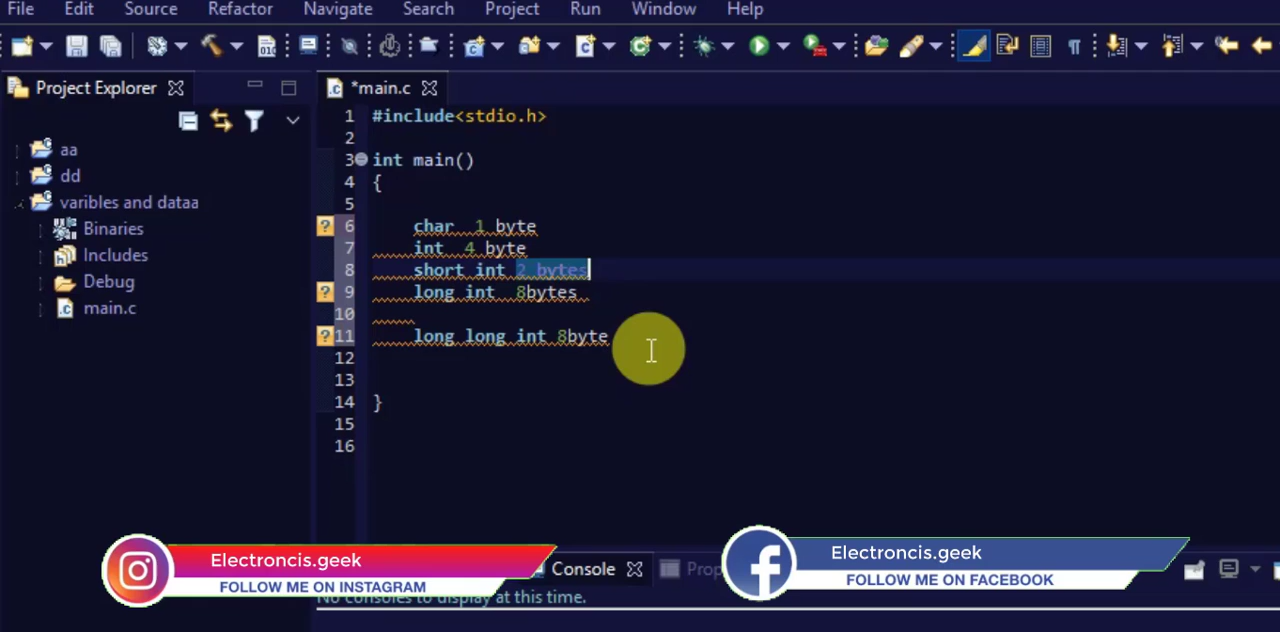 File Edit Source Refactor Navigate Search Project Run Window Help
Project Explorer
*main.c
aa
dd
varibles and dataa
Binaries
Includes
Debug
main.c
1 #include<stdio.h>
2
3 int main()
4 {
5
6 char 1 byte
7 int 4 byte
8 short int 2 bytes
9 long int 8bytes
10
11 long long int 8byte
12
13
14 }
15
16
Console
No consoles to display at this time.
Electroncis.geek
FOLLOW ME ON INSTAGRAM
Electroncis.geek
FOLLOW ME ON FACEBOOK